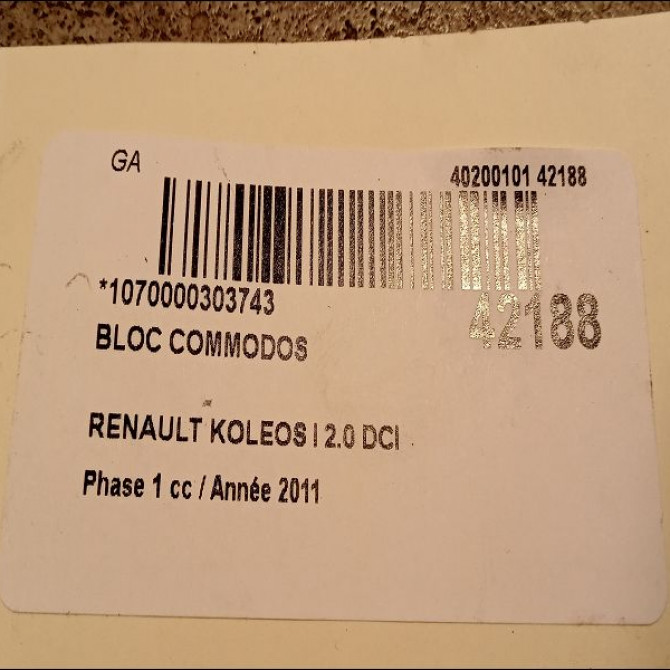 GA
40200101 42188
*1070000303743
42188
BLOC COMMODOS
RENAULT KOLEOS I 2.0 DCI
Phase 1 cc / Année 2011